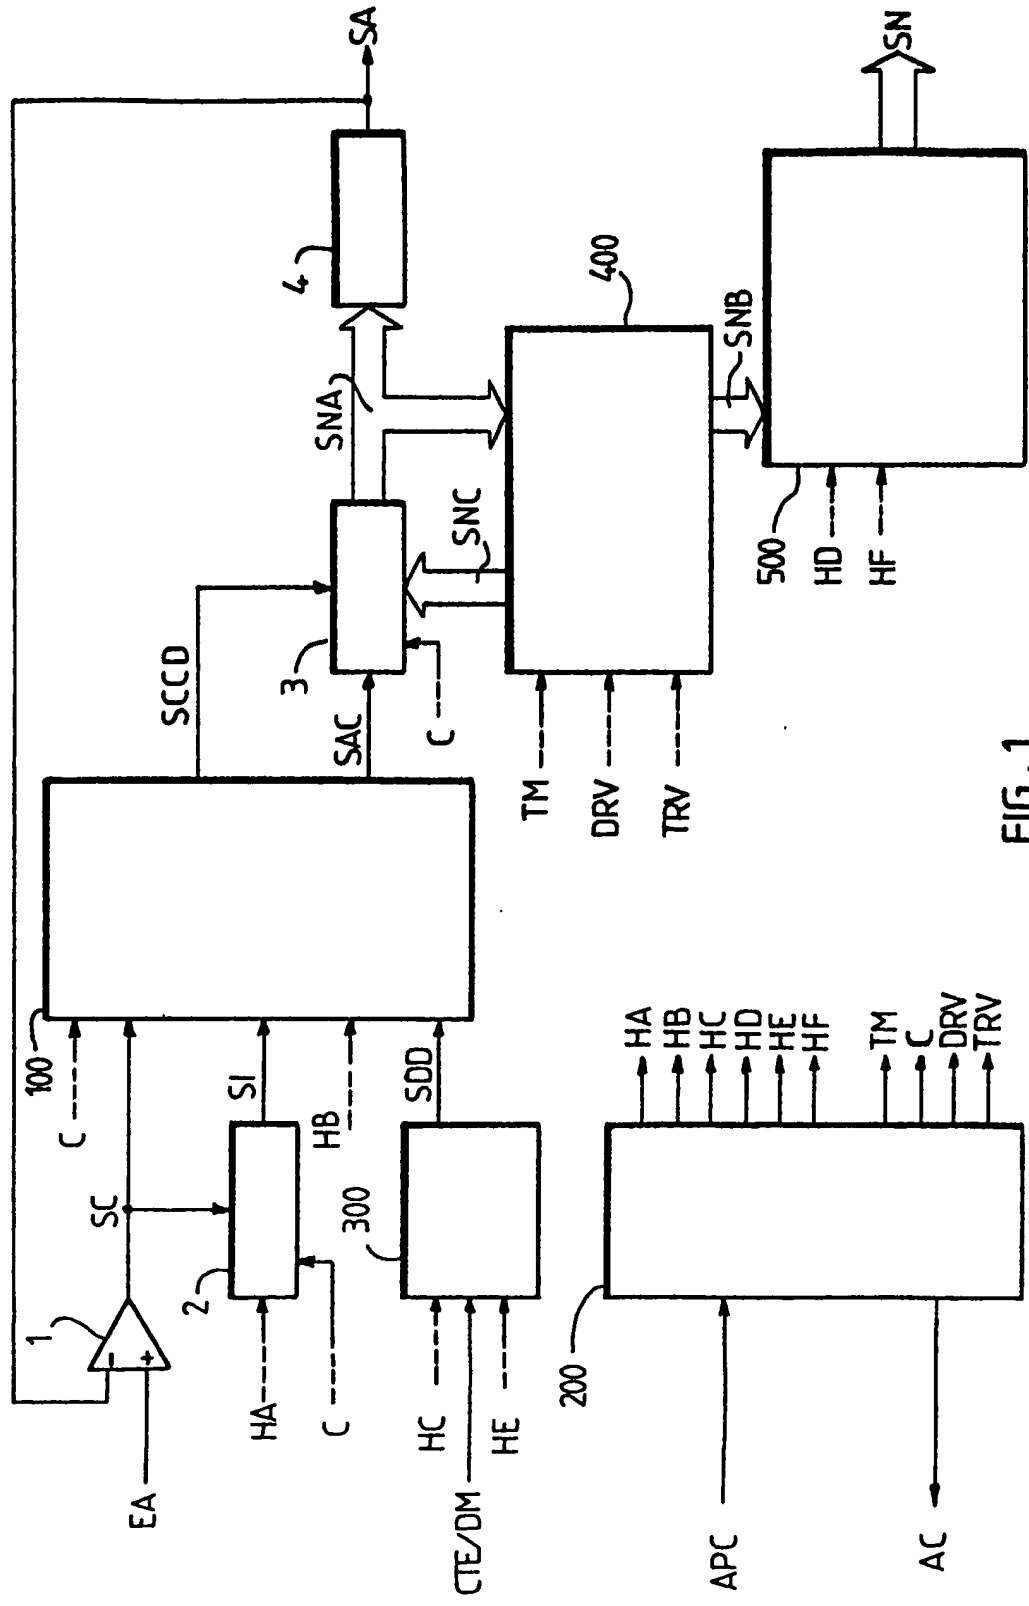 SA
4
SNA
SN
400
SNB
SCCD
3
SNC
SAC
C
500
HD
HF
TM
DRV
TRV
100
C
SC
SI
HB
SDD
1
-
+
2
300
EA
HA
C
HC
CTE/DM
HE
200
HA
HB
HC
HD
HE
HF
TM
C
DRV
TRV
APC
AC
FIG. 1